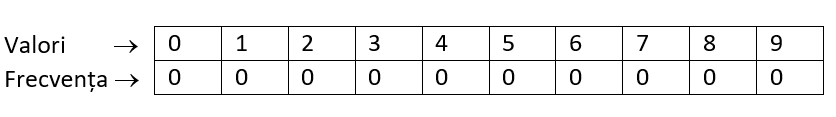 Valori → 0 1 2 3 4 5 6 7 8 9
Frecvența → 0 0 0 0 0 0 0 0 0 0